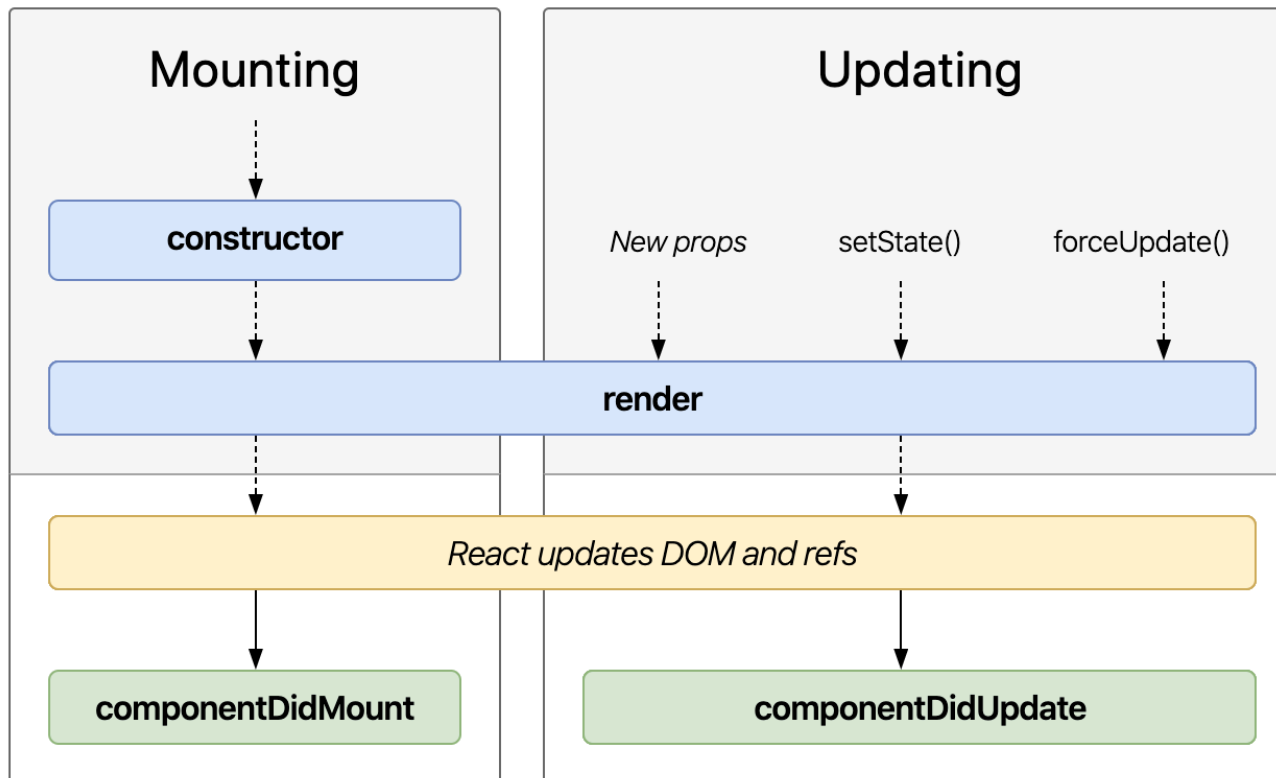 Mounting
Updating
constructor
New props
setState()
forceUpdate()
render
React updates DOM and refs
componentDidMount
componentDidUpdate